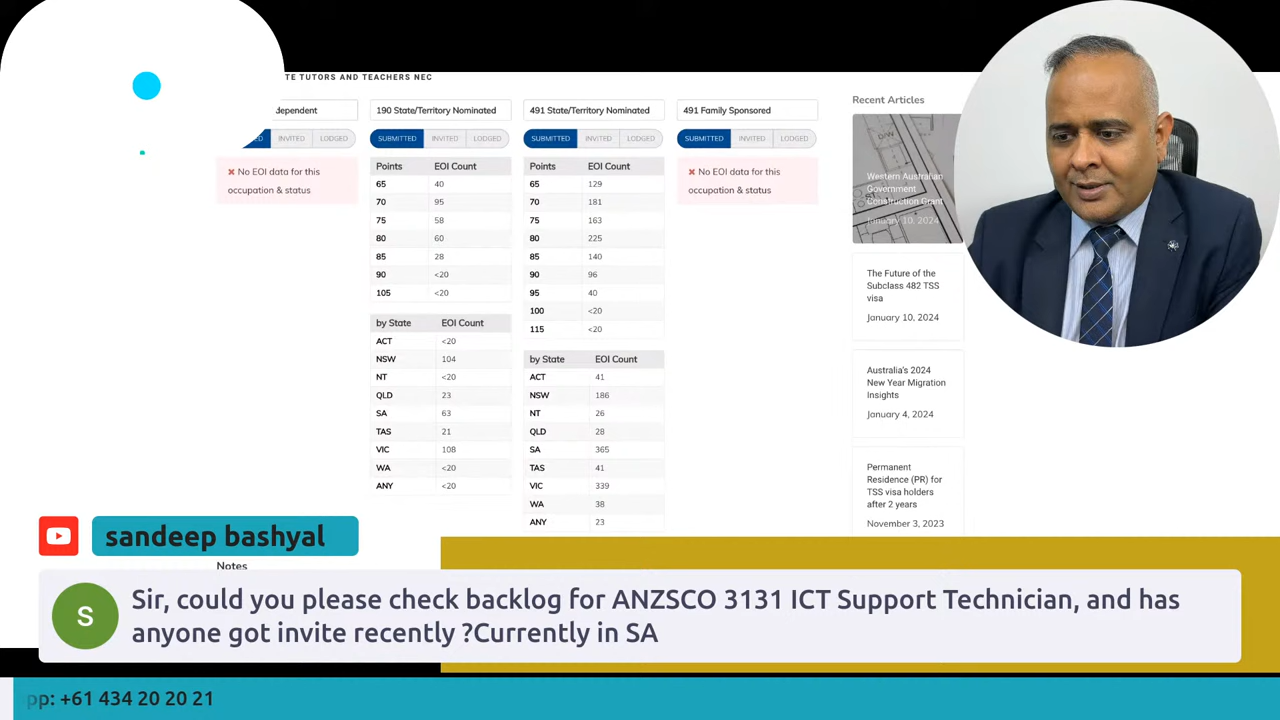 TE TUTORS AND TEACHERS NEC
dependent
INVITED LODGED
✖ No EOI data for this
occupation & status
190 State/Territory Nominated
SUBMITTED INVITED LODGED
Points EOI Count
65 40
70 95
75 58
80 60
85 28
90 <20
105 <20
by State EOI Count
ACT <20
NSW 104
NT <20
QLD 23
SA 63
TAS 21
VIC 108
WA <20
ANY <20
491 State/Territory Nominated
SUBMITTED INVITED LODGED
Points EOI Count
65 129
70 181
75 163
80 225
85 140
90 96
95 40
100 <20
115 <20
by State EOI Count
ACT 41
NSW 186
NT 26
QLD 28
SA 365
TAS 41
VIC 339
WA 38
ANY 23
491 Family Sponsored
SUBMITTED INVITED LODGED
✖ No EOI data for this
occupation & status
Recent Articles
Western Australian
Government
Construction Grant
January 10, 2024
The Future of the
Subclass 482 TSS
visa
January 10, 2024
Australia's 2024
New Year Migration
Insights
January 4, 2024
Permanent
Residence (PR) for
TSS visa holders
after 2 years
November 3, 2023
sandeep bashyal
Notes
S
Sir, could you please check backlog for ANZSCO 3131 ICT Support Technician, and has
anyone got invite recently ?Currently in SA
pp: +61 434 20 20 21